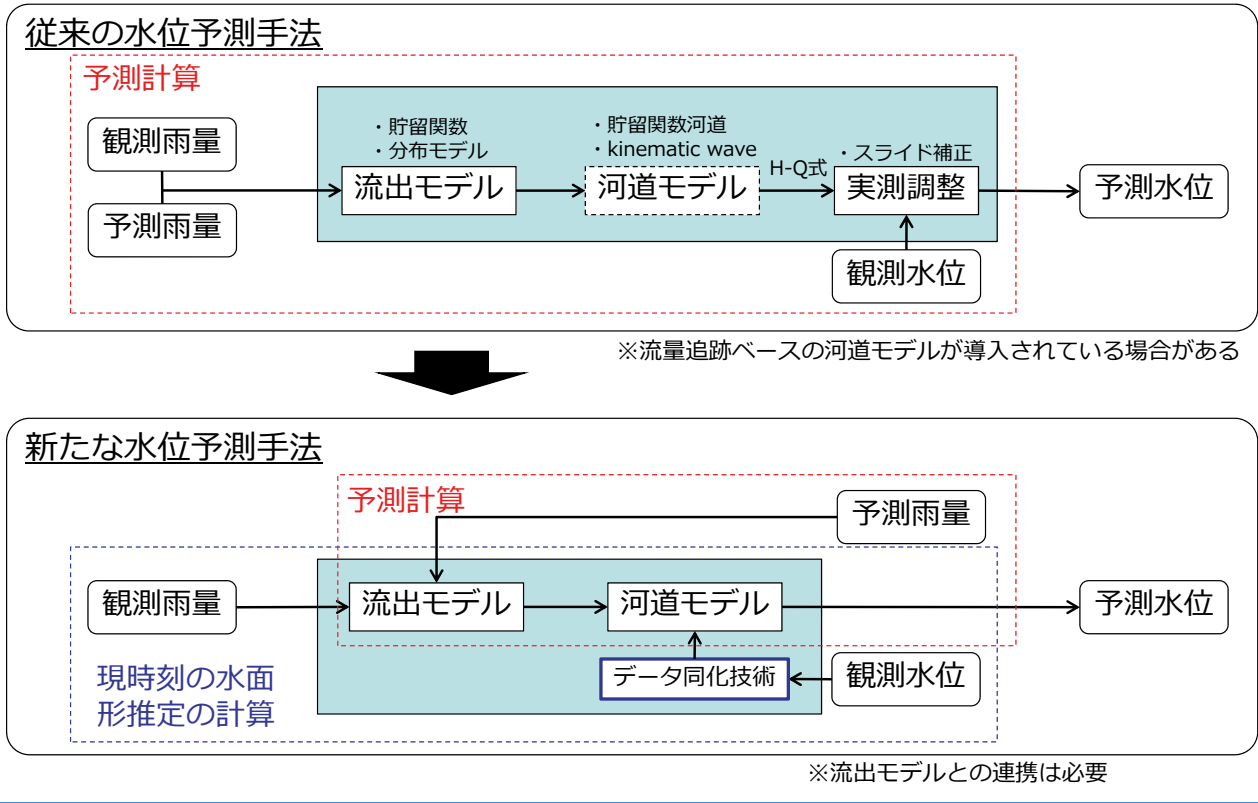 従来の水位予測手法
予測計算
観測雨量
予測雨量
・貯留関数
・分布モデル
流出モデル
・貯留関数河道
・kinematic wave
河道モデル
H-Q式
・スライド補正
実測調整
観測水位
予測水位
※流量追跡ベースの河道モデルが導入されている場合がある
新たな水位予測手法
予測計算
予測雨量
観測雨量
流出モデル
河道モデル
予測水位
データ同化技術
観測水位
現時刻の水面
形推定の計算
※流出モデルとの連携は必要